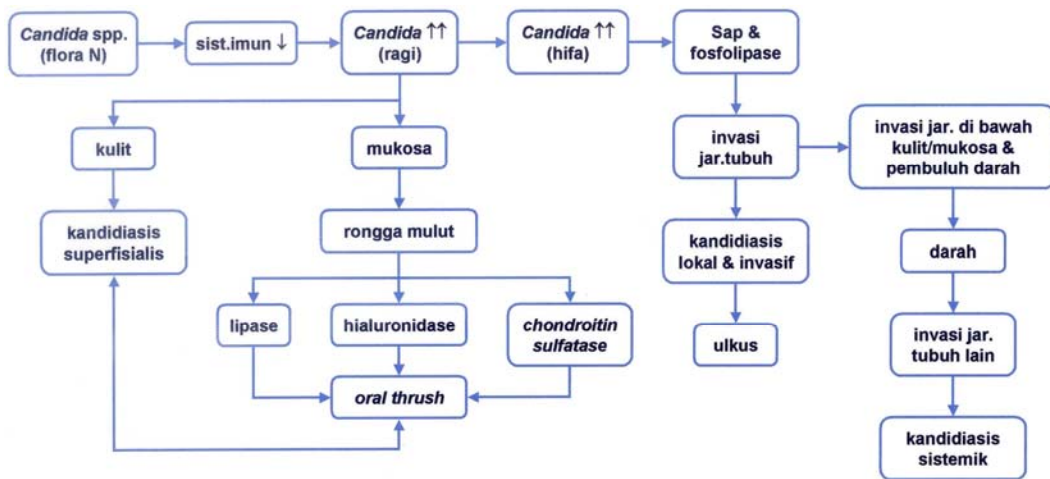 Candida spp.
(flora N)
sist.imun ↓
Candida ↑↑
(ragi)
Candida ↑↑
(hifa)
Sap &
fosfolipase
kulit
mukosa
invasi
jar.tubuh
invasi jar. di bawah
kulit/mukosa &
pembuluh darah
kandidiasis
superfisialis
rongga mulut
kandidiasis
lokal & invasif
darah
lipase
hialuronidase
chondroitin
sulfatase
ulkus
invasi jar.
tubuh lain
oral thrush
kandidiasis
sistemik